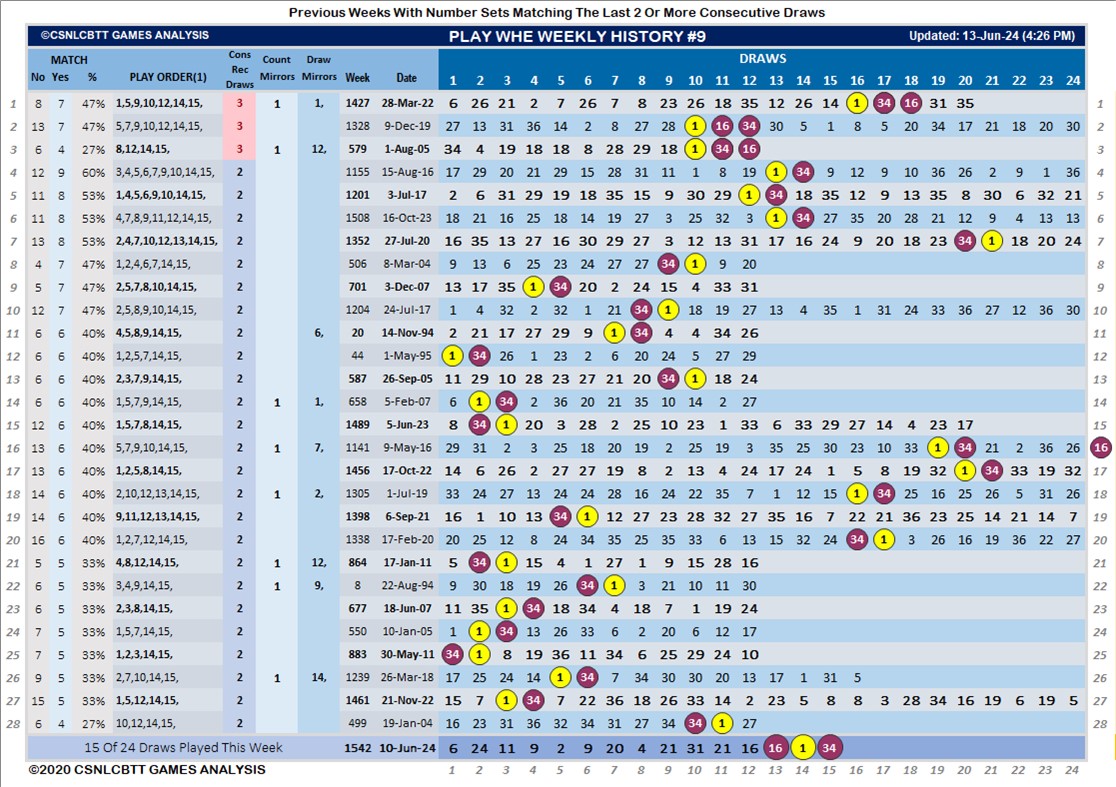 Previous Weeks With Number Sets Matching The Last 2 Or More Consecutive Draws
©CSNLCBTT GAMES ANALYSIS PLAY WHE WEEKLY HISTORY #9 Updated: 13-Jun-24 (4:26 PM)
MATCH Cons Rec Draws Count Mirrors Draw Mirrors DRAWS
No Yes % PLAY ORDER(1) Week Date 1 2 3 4 5 6 7 8 9 10 11 12 13 14 15 16 17 18 19 20 21 22 23 24
1 8 7 47% 1,5,9,10,12,14,15, 3 1 1, 1427 28-Mar-22 6 26 21 2 7 26 7 8 23 26 18 35 12 26 14 1 34 18 31 35 1
2 13 7 47% 5,7,9,10,12,14,15, 3 1328 9-Dec-19 27 13 31 36 14 2 8 27 28 1 16 34 30 5 1 8 5 20 34 17 21 18 20 30 2
3 6 4 27% 8,12,14,15, 3 1 12, 579 1-Aug-05 34 4 19 18 18 8 28 29 18 1 34 16 3
4 12 9 60% 3,4,5,6,7,9,10,14,15, 2 1155 15-Aug-16 17 29 20 21 29 15 28 31 11 1 8 19 1 34 9 12 9 10 36 26 2 9 1 36 4
5 11 8 53% 1,4,5,6,9,10,14,15, 2 1201 3-Jul-17 2 6 31 29 19 18 35 15 9 30 29 1 34 18 35 12 9 13 35 8 30 6 32 21 5
6 11 8 53% 4,7,8,9,11,12,14,15, 2 1508 16-Oct-23 18 21 16 25 18 14 19 27 3 25 32 3 1 34 27 35 20 28 21 12 9 4 13 13 6
7 13 8 53% 2,4,7,10,12,13,14,15, 2 1352 27-Jul-20 16 35 13 27 16 30 29 27 3 12 13 31 17 16 24 9 20 18 23 34 1 18 20 24 7
8 4 7 47% 1,2,4,6,7,14,15, 2 506 8-Mar-04 9 13 6 25 23 24 27 27 34 1 9 20 8
9 5 7 47% 2,5,7,8,10,14,15, 2 701 3-Dec-07 13 17 35 1 34 20 2 24 15 4 33 31 9
10 12 7 47% 2,5,8,9,10,14,15, 2 1204 24-Jul-17 1 4 32 2 32 1 21 34 1 18 19 27 13 4 35 1 31 24 33 36 27 12 36 30 10
11 6 6 40% 4,5,8,9,14,15, 2 6, 20 14-Nov-94 2 21 17 27 29 9 1 34 4 4 34 26 11
12 6 6 40% 1,2,5,7,14,15, 2 44 1-May-95 1 34 26 1 23 2 6 20 24 5 27 29 12
13 6 6 40% 2,3,7,9,14,15, 2 587 26-Sep-05 11 29 10 28 23 27 21 20 34 1 18 24 13
14 6 6 40% 1,5,7,9,14,15, 2 1 1, 658 5-Feb-07 6 1 34 2 36 20 21 35 10 14 2 27 14
15 12 6 40% 1,5,7,8,14,15, 2 1489 5-Jun-23 8 34 1 20 3 28 2 25 10 23 1 33 6 33 29 27 14 4 23 17 15
16 13 6 40% 5,7,9,10,14,15, 2 1 7, 1141 9-May-16 29 31 4 3 25 18 20 19 2 25 19 3 35 25 30 23 10 33 1 34 21 2 36 26 16
17 13 6 40% 1,2,5,8,14,15, 2 1456 17-Oct-22 14 6 26 2 27 27 19 8 2 13 4 24 17 24 1 5 8 19 32 1 34 33 19 32 17
18 14 6 40% 2,10,12,13,14,15, 2 1 2, 1305 1-Jul-19 33 24 27 13 24 24 28 16 24 22 35 7 1 12 15 1 34 25 16 25 26 5 31 26 18
19 14 6 40% 9,11,12,13,14,15, 2 1398 6-Sep-21 16 1 10 13 34 1 12 27 23 28 32 27 35 16 7 22 21 36 23 25 14 21 14 7 19
20 16 6 40% 1,2,7,12,14,15, 2 1338 17-Feb-20 20 25 12 8 24 34 35 25 35 33 6 13 15 32 24 34 1 3 26 16 19 36 22 27 20
21 5 5 33% 4,8,12,14,15, 2 1 12, 864 17-Jan-11 5 34 1 15 4 1 27 1 9 15 28 16 21
22 6 5 33% 3,4,9,14,15, 2 1 9, 8 22-Aug-94 9 30 18 19 26 34 1 3 21 10 11 30 22
23 6 5 33% 2,3,8,14,15, 2 677 18-Jun-07 11 35 1 34 18 34 4 18 7 1 19 24 23
24 7 5 33% 1,5,7,14,15, 2 550 10-Jan-05 1 1 34 13 26 33 6 2 20 6 12 17 24
25 7 5 33% 1,2,3,14,15, 2 883 30-May-11 34 1 8 19 36 11 34 6 25 29 24 10 25
26 9 5 33% 2,7,10,14,15, 2 1 14, 1239 26-Mar-18 17 25 24 14 1 34 7 34 30 30 20 13 17 1 31 5 26
27 15 5 33% 1,5,12,14,15, 2 1461 21-Nov-22 15 7 1 34 7 22 36 18 26 33 14 2 23 5 8 8 3 28 34 16 27 6 19 5 27
28 6 4 27% 10,12,14,15, 2 499 19-Jan-04 16 23 31 36 32 34 31 27 34 34 1 27 28
15 Of 24 Draws Played This Week 1542 10-Jun-24 6 24 11 9 2 9 20 4 21 31 21 16 16 1 34
©2020 CSNLCBTT GAMES ANALYSIS 1 2 3 4 5 6 7 8 9 10 11 12 13 14 15 16 17 18 19 20 21 22 23 24